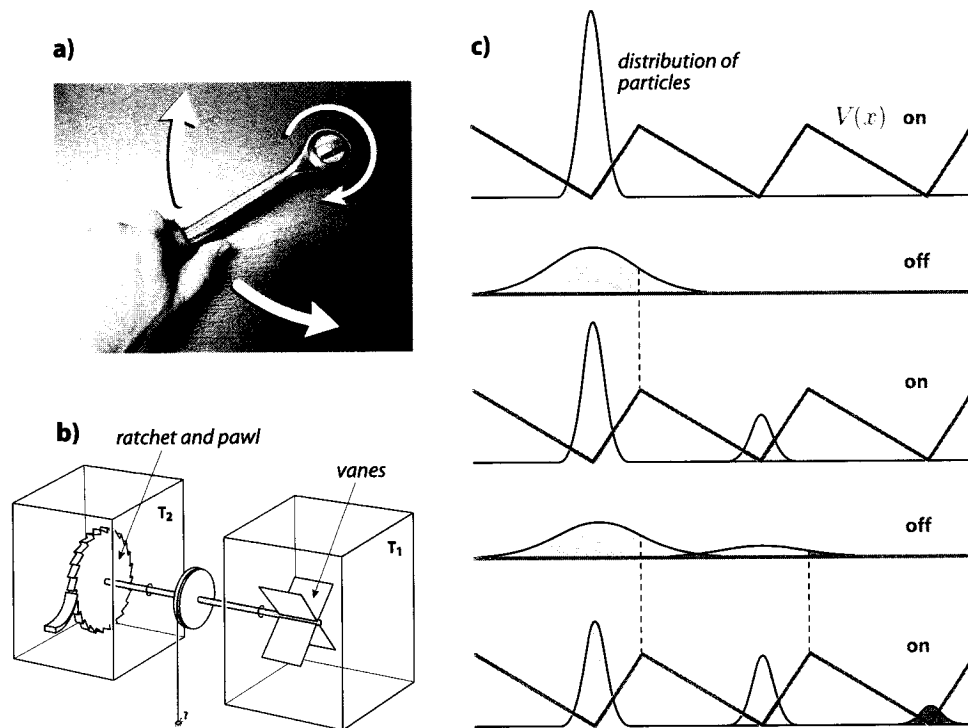 a)
b)
ratchet and pawl
vanes
T2
T1
?
c)
distribution of
particles
V(x) on
off
on
off
on